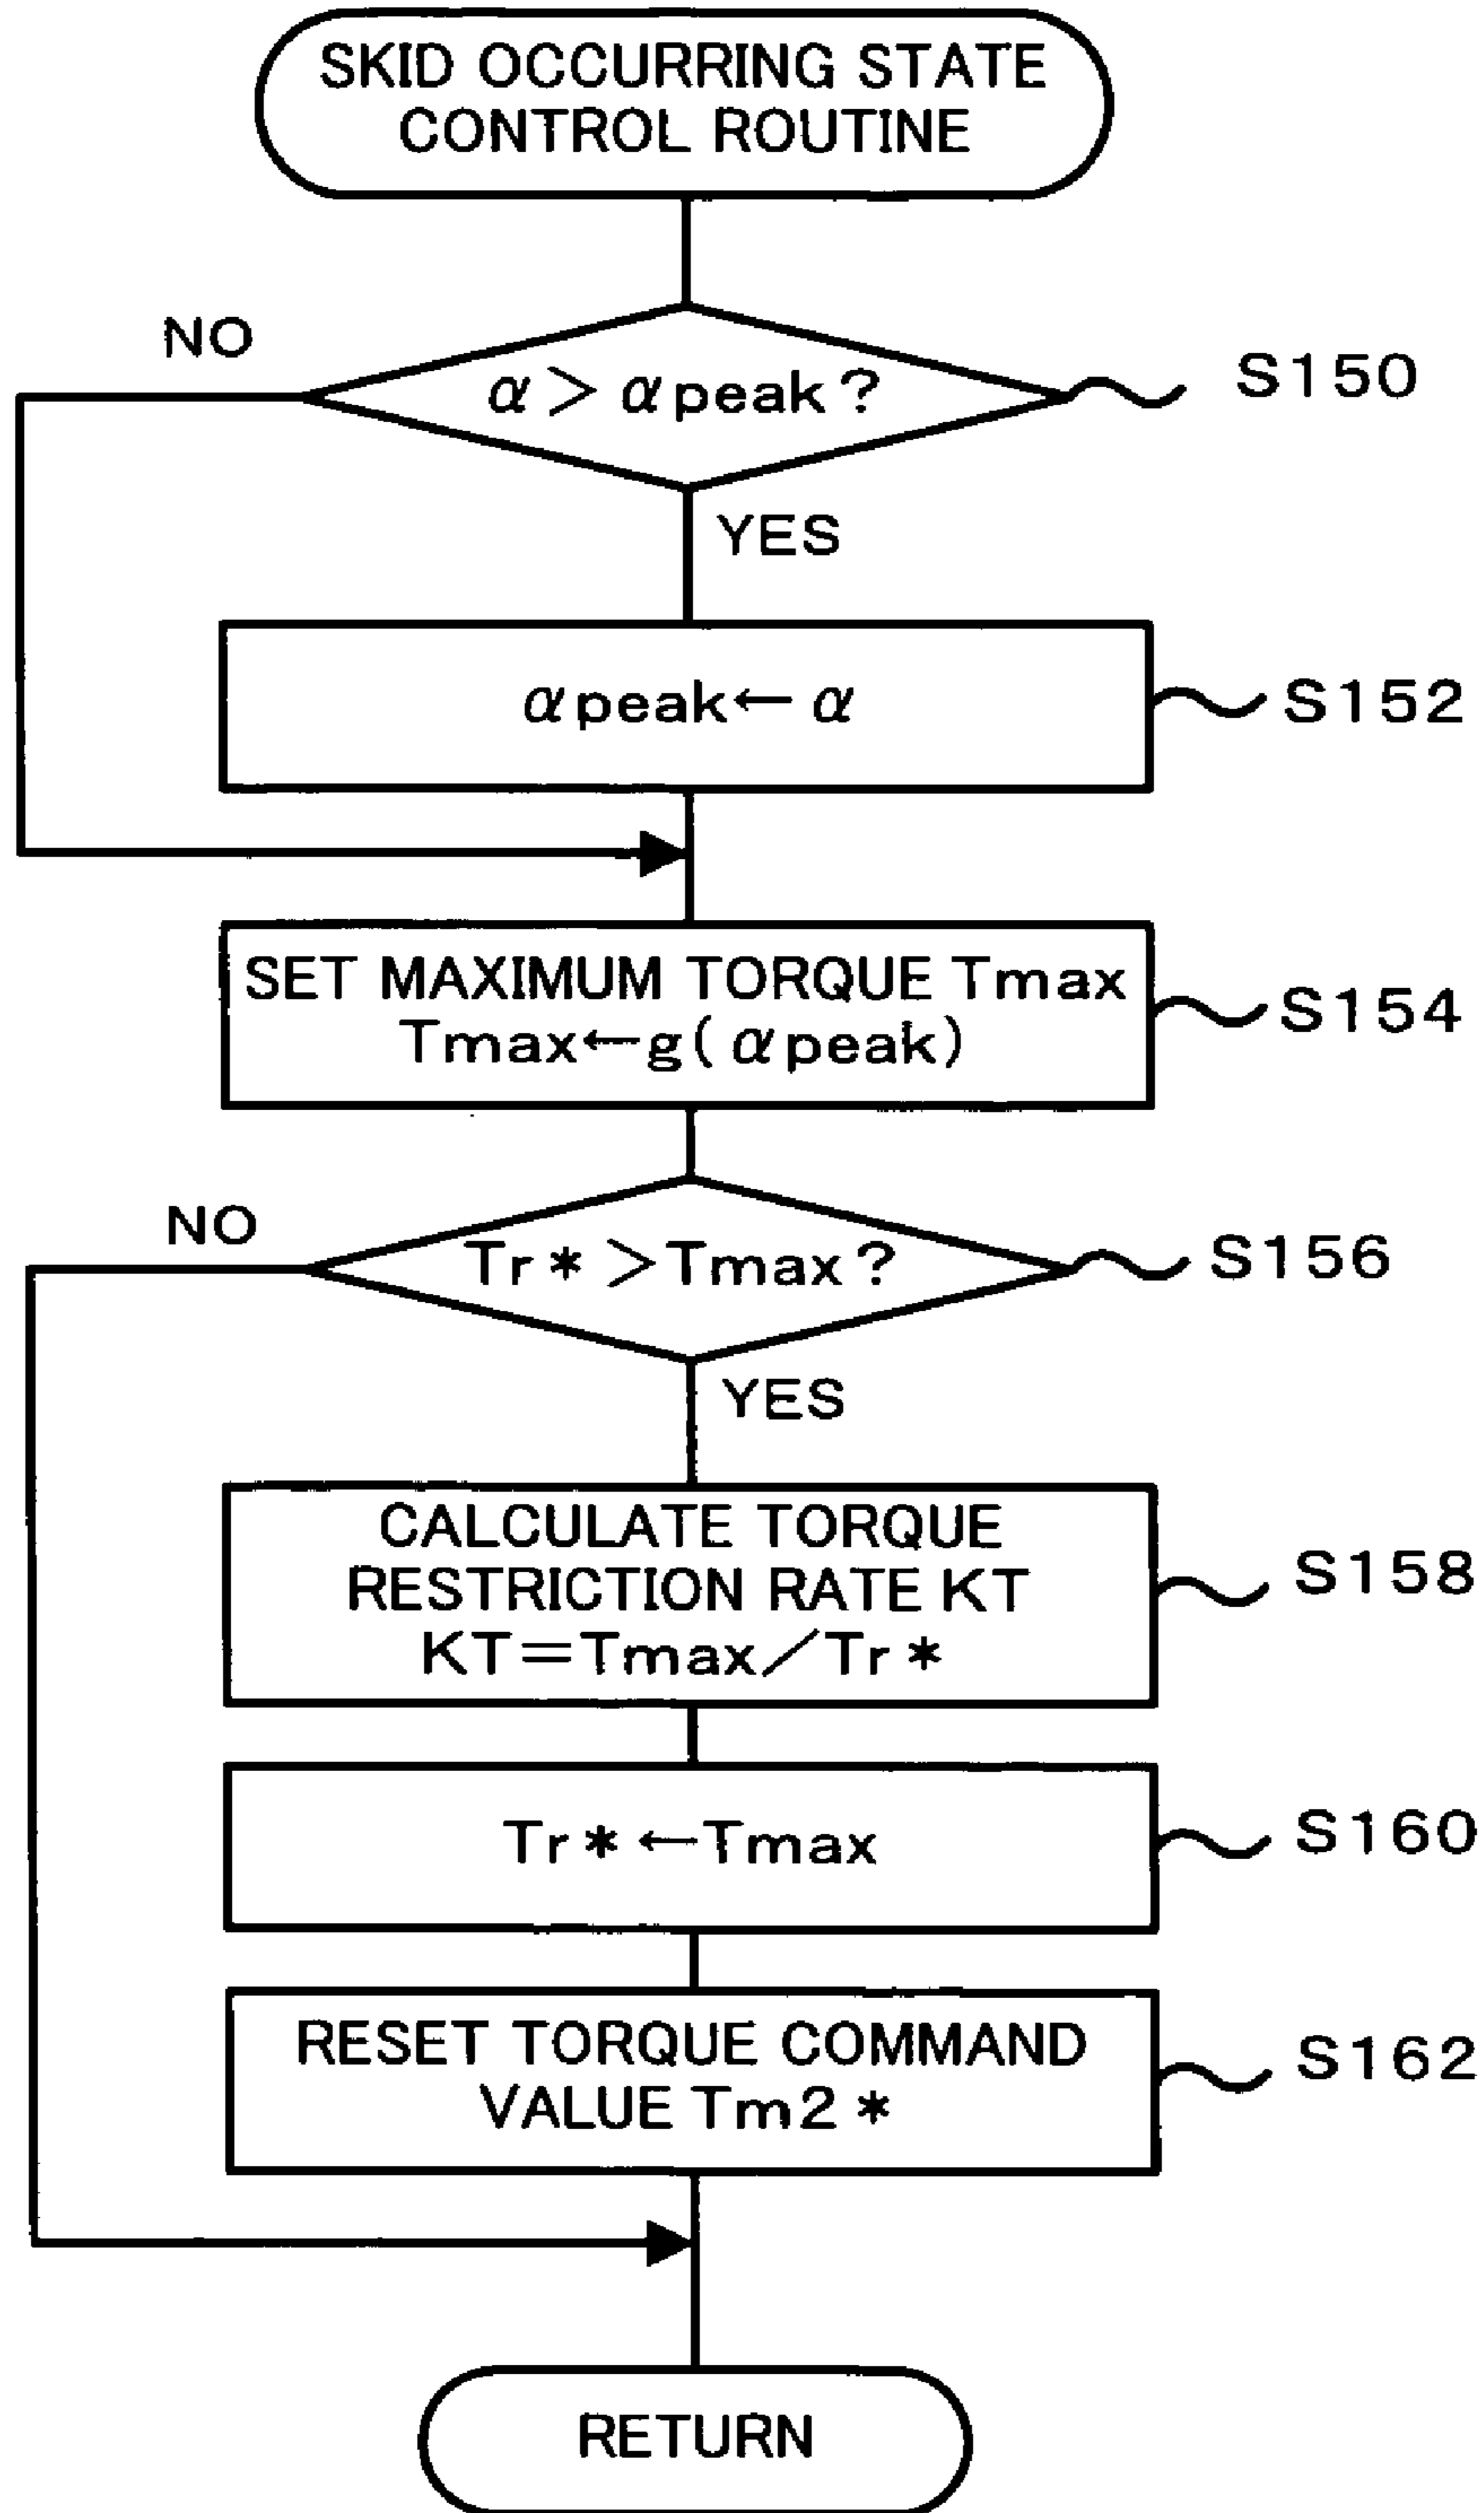 SKID OCCURRING STATE
CONTROL ROUTINE
NO
α > αpeak?
S150
YES
αpeak← α
S152
SET MAXIMUM TORQUE Tmax
Tmax←g(αpeak)
S154
NO
Tr*>Tmax?
S156
YES
CALCULATE TORQUE
RESTRICTION RATE KT
KT=Tmax/Tr*
S158
Tr*←Tmax
S160
RESET TORQUE COMMAND
VALUE Tm2*
S162
RETURN